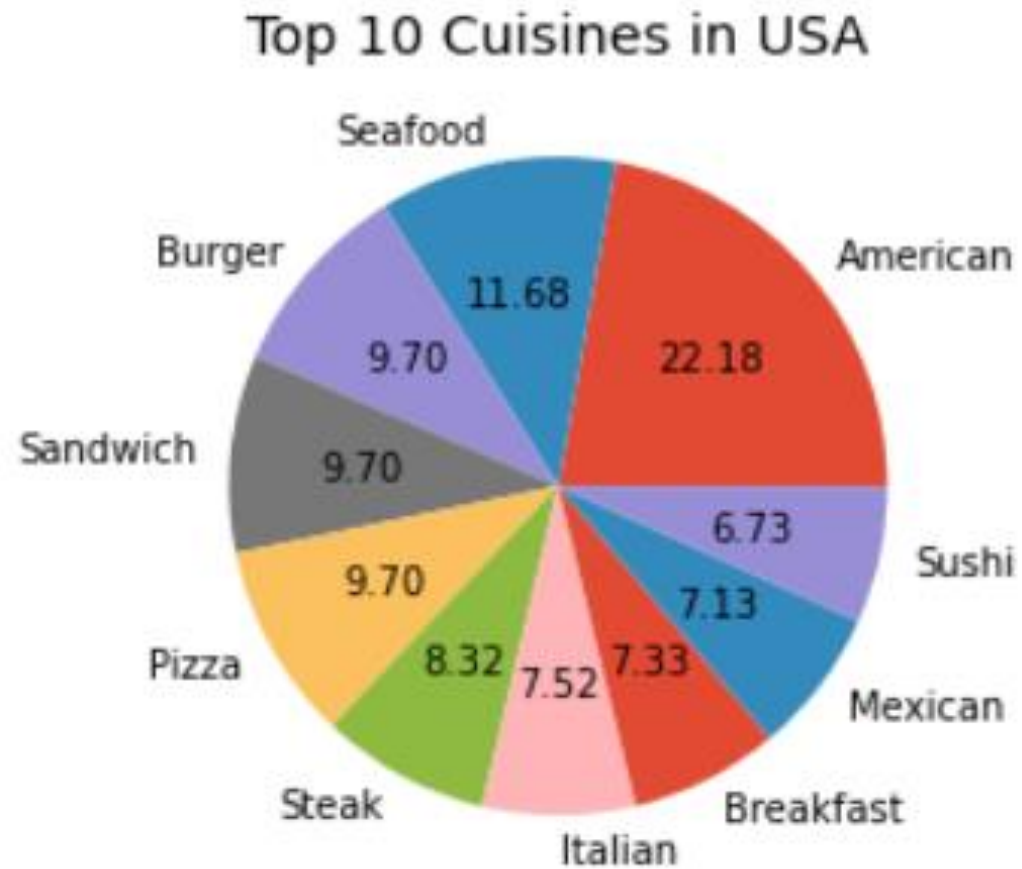 Top 10 Cuisines in USA
Seafood
Burger
American
11.68
9.70
22.18
Sandwich
9.70
6.73
Sushi
9.70
7.13
Pizza
8.32
7.52
7.33
Mexican
Steak
Breakfast
Italian